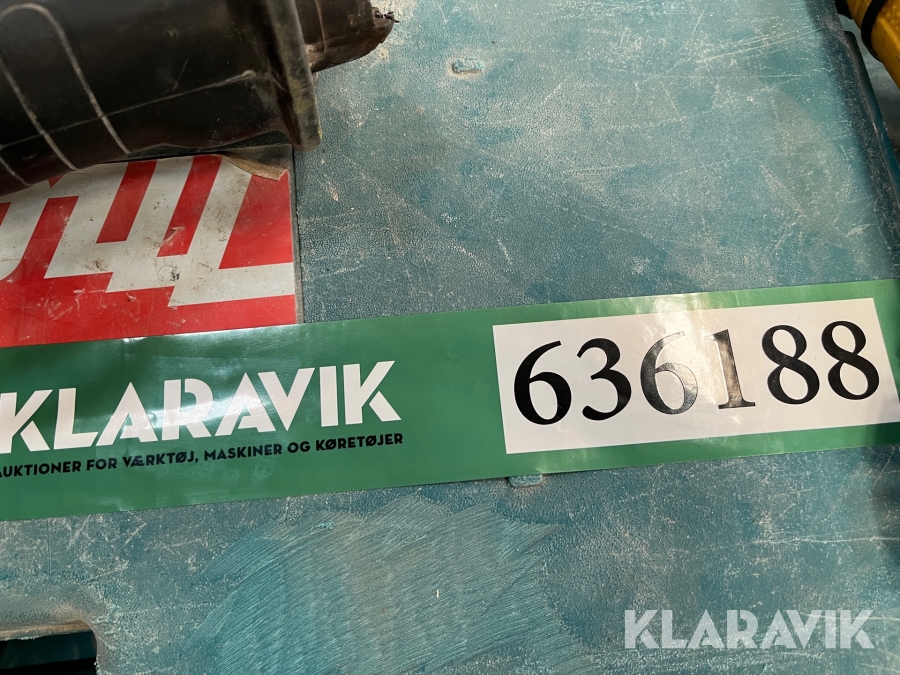 KLARAVIK
AUKTIONER FOR VÆRKTØJ, MASKINER OG KØRETØJER
636188
KLARAVIK